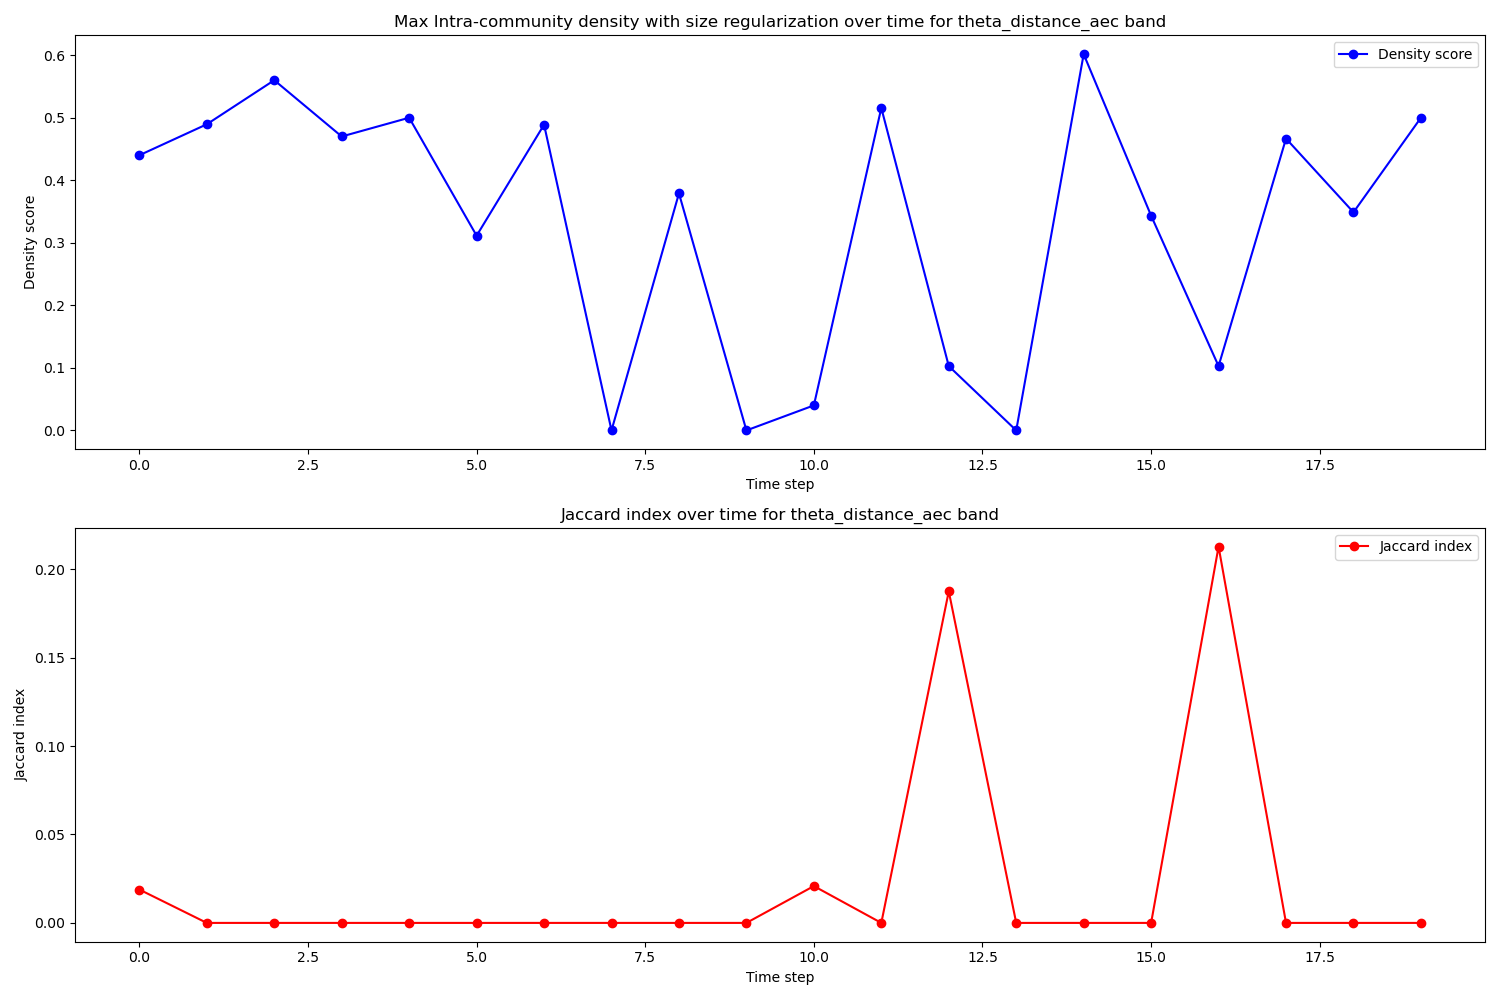 Max Intra-community density with size regularization over time for theta_distance_aec band
Density score
0.6
0.5
0.4
0.3
0.2
0.1
0.0
Density score
0.0 2.5 5.0 7.5 10.0 12.5 15.0 17.5
Time step
Jaccard index over time for theta_distance_aec band
Jaccard index
0.20
0.15
0.10
0.05
0.00
Jaccard index
0.0 2.5 5.0 7.5 10.0 12.5 15.0 17.5
Time step